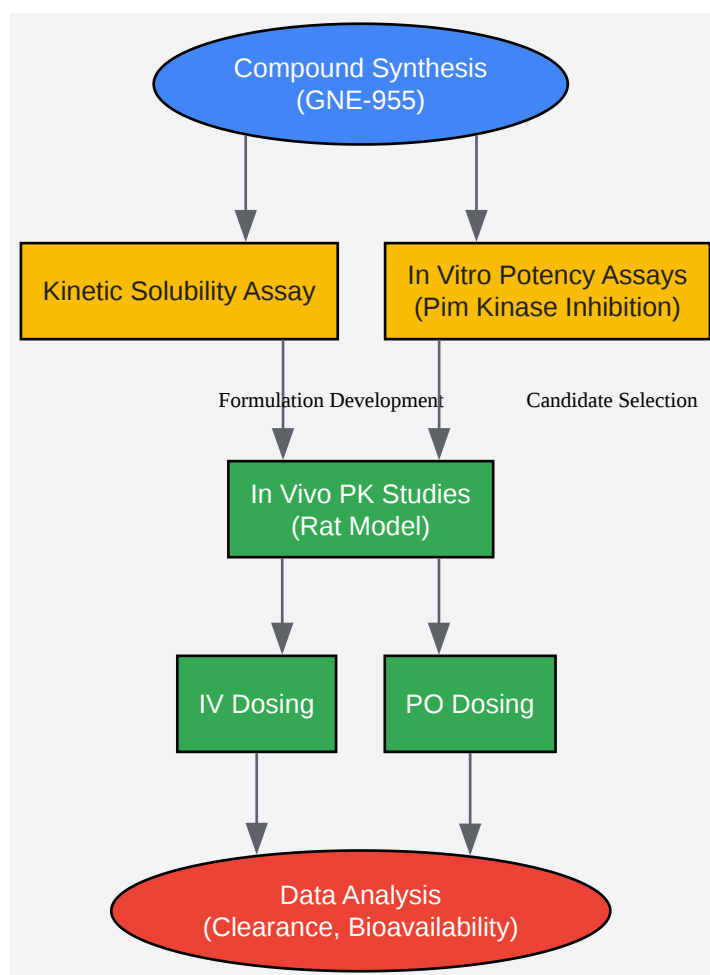 Compound Synthesis
(GNE-955)
Kinetic Solubility Assay
In Vitro Potency Assays
(Pim Kinase Inhibition)
Formulation Development
Candidate Selection
In Vivo PK Studies
(Rat Model)
IV Dosing
PO Dosing
Data Analysis
(Clearance, Bioavailability)